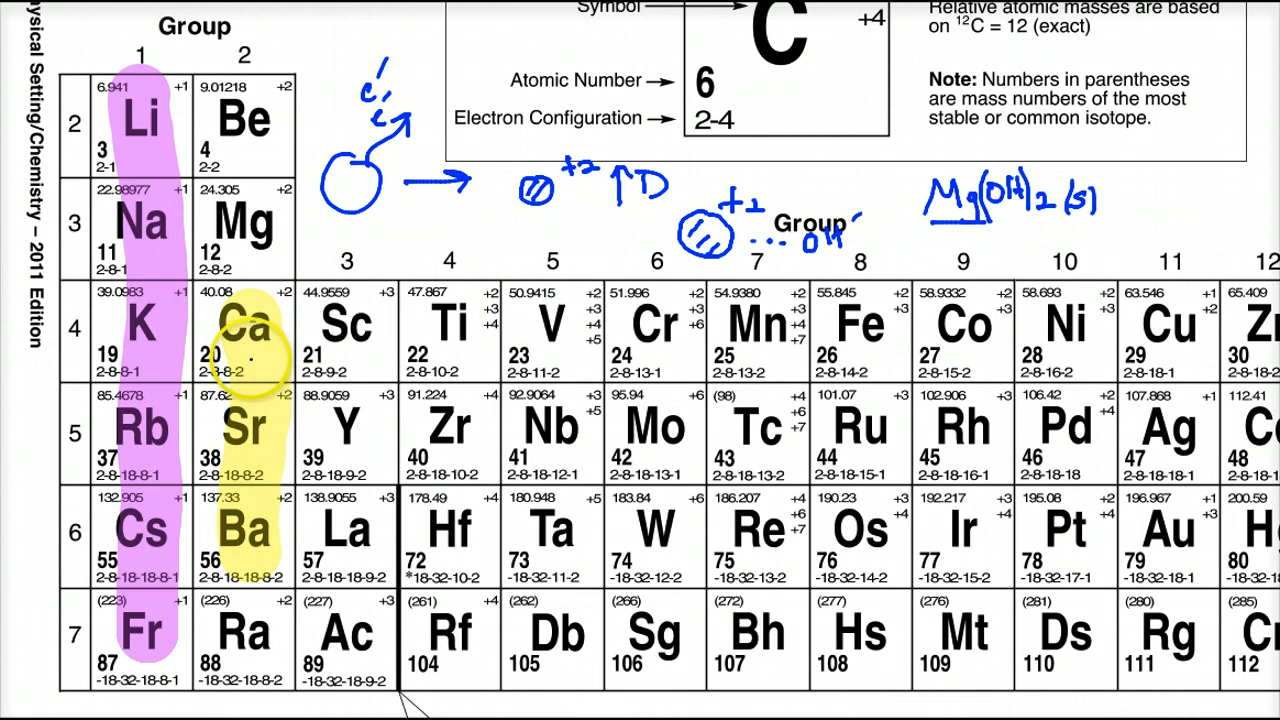 ysical Setting/Chemistry – 2011 Edition
Group
1
2
Symbol
C
+4
Atomic Number
6
Electron Configuration
2-4
Relative atomic masses are based
on 12C = 12 (exact)
Note: Numbers in parentheses
are mass numbers of the most
stable or common isotope.
+2 ↑D
+2
... OH-
Mg(OH)2 (s)
Group
3 4 5 6 7 8 9 10 11 12
2
6.941 +1 Li 3 2-1
9.01218 +2 Be 4 2-2
3
22.98977 +1 Na 11 2-8-1
24.305 +2 Mg 12 2-8-2
4
39.0983 +1 K 19 2-8-8-1
40.08 +2 Ca 20 2-8-8-2
44.9559 +3 Sc 21 2-8-9-2
47.867 +2 +3 +4 Ti 22 2-8-10-2
50.9415 +2 +3 +4 +5 V 23 2-8-11-2
51.996 +2 +3 +6 Cr 24 2-8-13-1
54.9380 +2 +3 +4 +7 Mn 25 2-8-13-2
55.845 +2 +3 Fe 26 2-8-14-2
58.9332 +2 +3 Co 27 2-8-15-2
58.693 +2 +3 Ni 28 2-8-16-2
63.546 +1 +2 Cu 29 2-8-18-1
65.409 Zn 30 2-8-18-2
5
85.4678 +1 Rb 37 2-8-18-8-1
87.62 +2 Sr 38 2-8-18-8-2
88.9059 +3 Y 39 2-8-18-9-2
91.224 +4 Zr 40 2-8-18-10-2
92.9064 +3 +5 Nb 41 2-8-18-12-1
95.94 +6 Mo 42 2-8-18-13-1
(98) +4 +6 +7 Tc 43 2-8-18-13-2
101.07 +3 Ru 44 2-8-18-15-1
102.906 +3 Rh 45 2-8-18-16-1
106.42 +2 +4 Pd 46 2-8-18-18
107.868 +1 Ag 47 2-8-18-18-1
112.41 48 2-8-18
6
132.905 +1 Cs 55 2-8-18-18-8-1
137.33 +2 Ba 56 2-8-18-18-8-2
138.9055 +3 La 57 2-8-18-18-9-2
178.49 +4 Hf 72 *18-32-10-2
180.948 +5 Ta 73 -18-32-11-2
183.84 +6 W 74 -18-32-12-2
186.207 +4 +6 +7 Re 75 -18-32-13-2
190.23 +3 +4 Os 76 -18-32-14-2
192.217 +3 +4 Ir 77 -18-32-15-2
195.08 +2 +4 Pt 78 -18-32-17-1
196.967 +1 +3 Au 79 -18-32-18-1
200.59 Hg 80 -18-32-18
7
(223) +1 Fr 87 -18-32-18-8-1
(226) +2 Ra 88 -18-32-18-8-2
(227) +3 Ac 89 -18-32-18-9-2
(261) +4 Rf 104
(262) Db 105
(266) Sg 106
(272) Bh 107
(277) Hs 108
(276) Mt 109
(281) Ds 110
(280) Rg 111
(285) 112